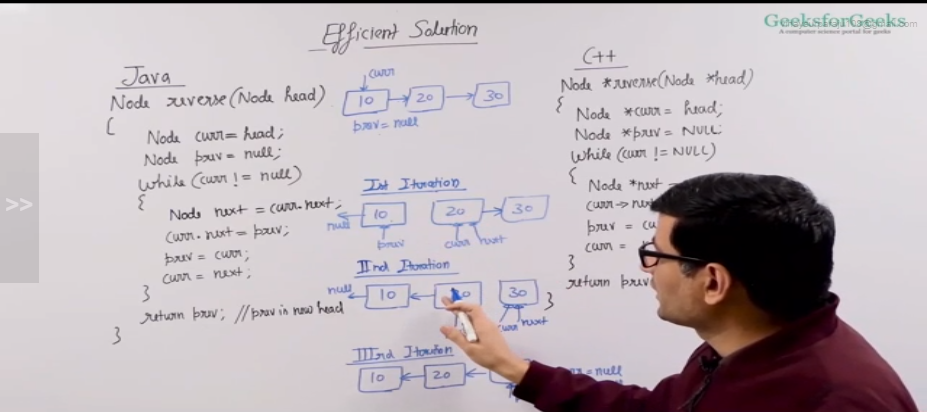 GeeksforGeeks
A computer science portal for geeks
Efficient Solution
Java
Node reverse(Node head)
{
Node curr = head;
Node prev = null;
while (curr != null)
{
Node next = curr.next;
curr.next = prev;
prev = curr;
curr = next;
}
return prev; //prev is new head
}
curr
10
20
30
prev = null
Ist Iteration
null
10
20
30
prev
curr
next
IInd Iteration
null
10
30
curr
next
IIIrd Iteration
10
20
= null
C++
Node *reverse(Node *head)
{
Node *curr = head;
Node *prev = NULL;
while (curr != NULL)
{
Node *next =
curr->
prev =
curr =
}
return prev
}
>>